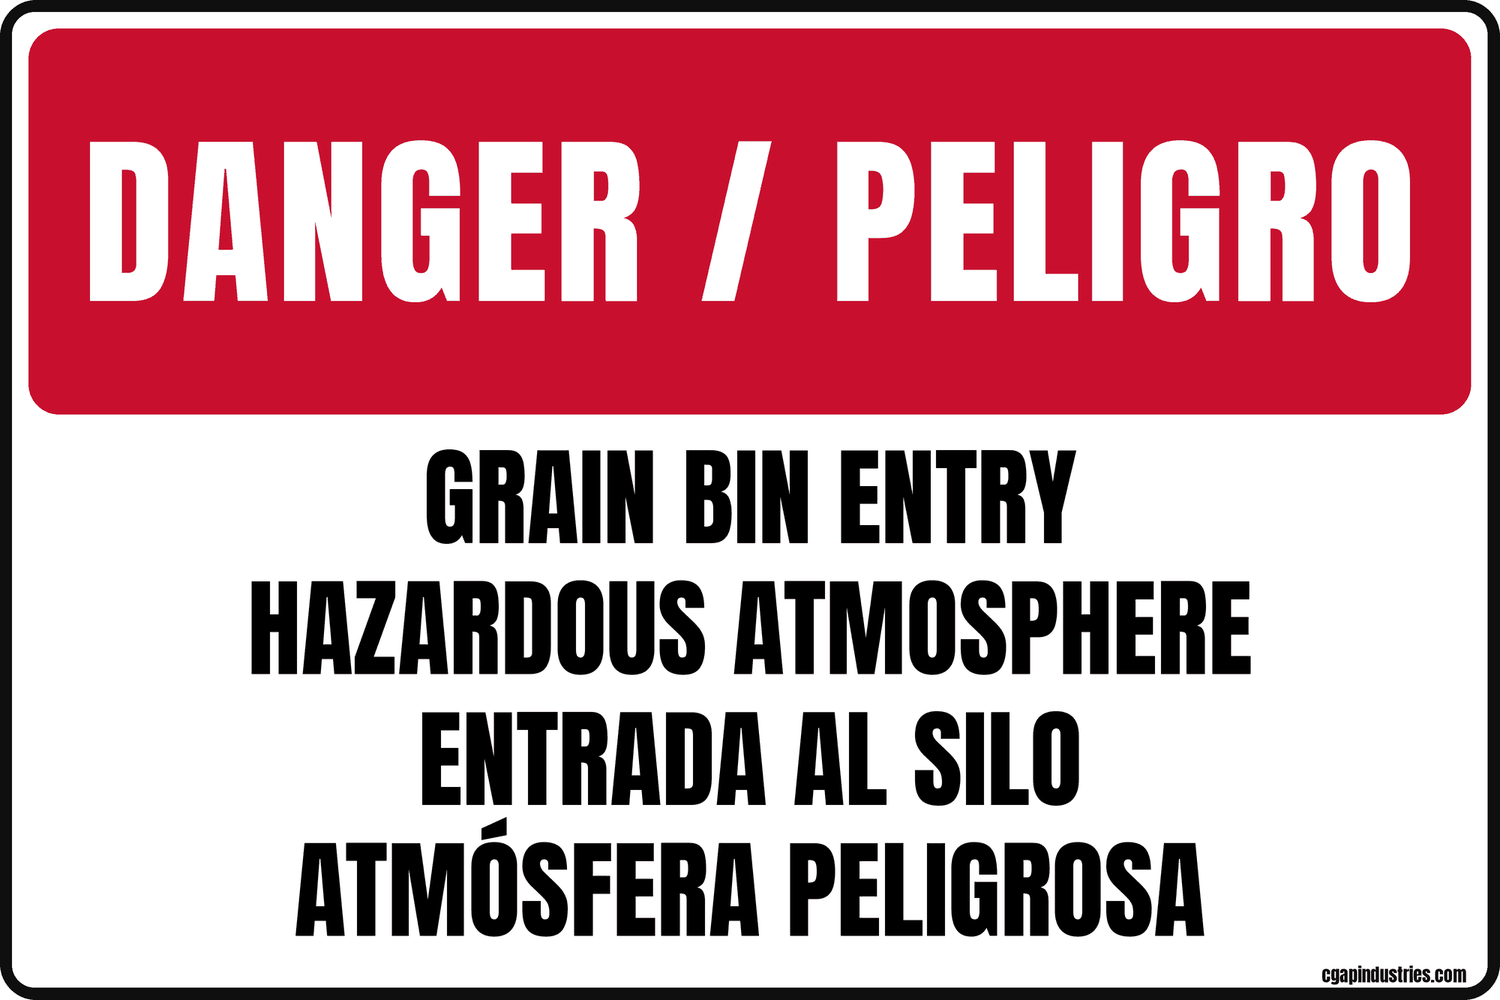 DANGER / PELIGRO
GRAIN BIN ENTRY
HAZARDOUS ATMOSPHERE
ENTRADA AL SILO
ATMÓSFERA PELIGROSA
cgapindustries.com